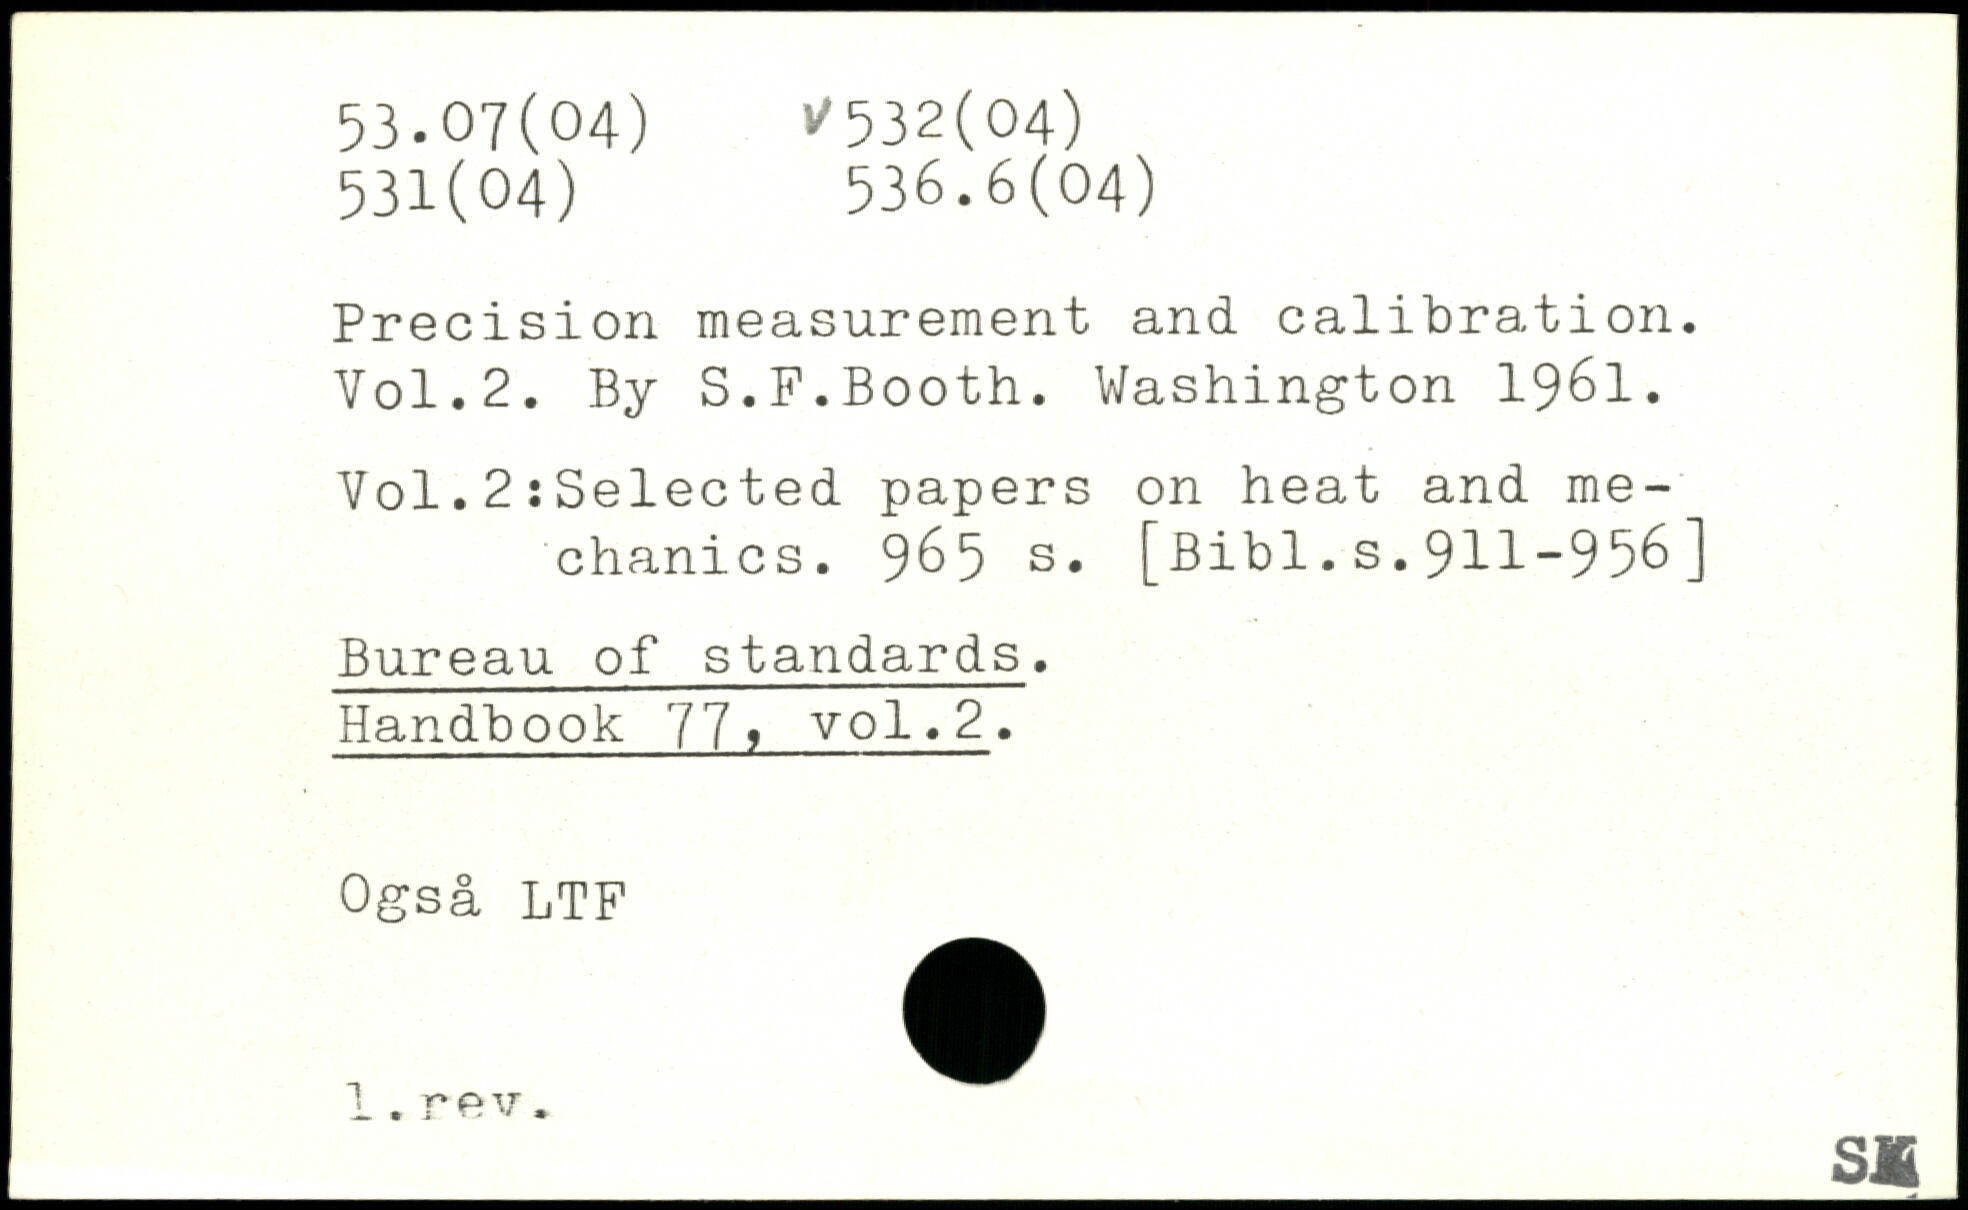 53.07(04) v 532(04)
531(04) 536.6(04)
Precision measurement and calibration.
Vol.2. By S.F.Booth. Washington 1961.
Vol.2:Selected papers on heat and me-
chanics. 965 s. [Bibl.s.911-956]
Bureau of standards.
Handbook 77, vol.2.
Også LTF
1.rev.